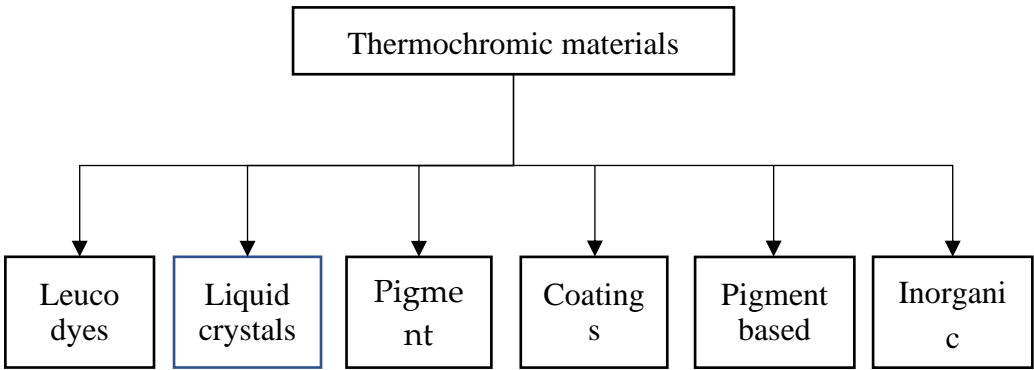 Thermochromic materials
Leuco
dyes
Liquid
crystals
Pigme
nt
Coating
s
Pigment
based
Inorgani
c